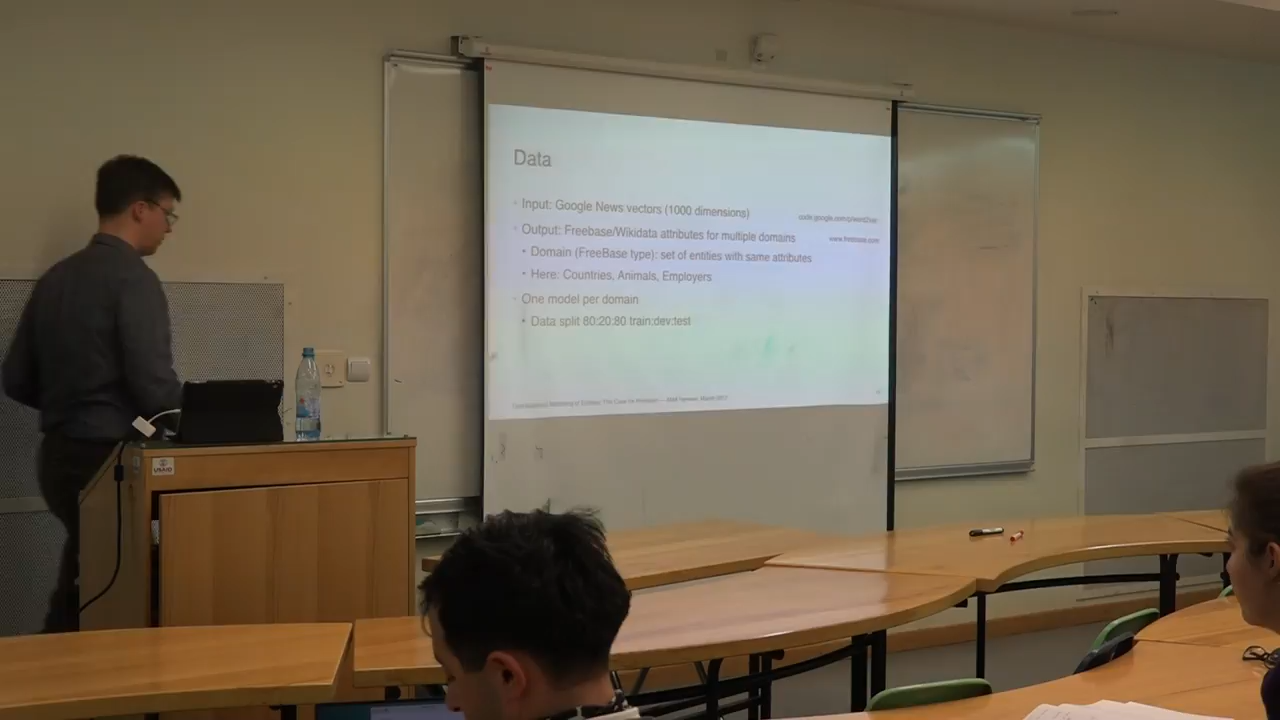 Data
Input: Google News vectors (1000 dimensions)
code.google.com/p/word2vec
Output: Freebase/Wikidata attributes for multiple domains
www.freebase.com
Domain (FreeBase type): set of entities with same attributes
Here: Countries, Animals, Employers
One model per domain
Data split 80:20:80 train:dev:test
USAID